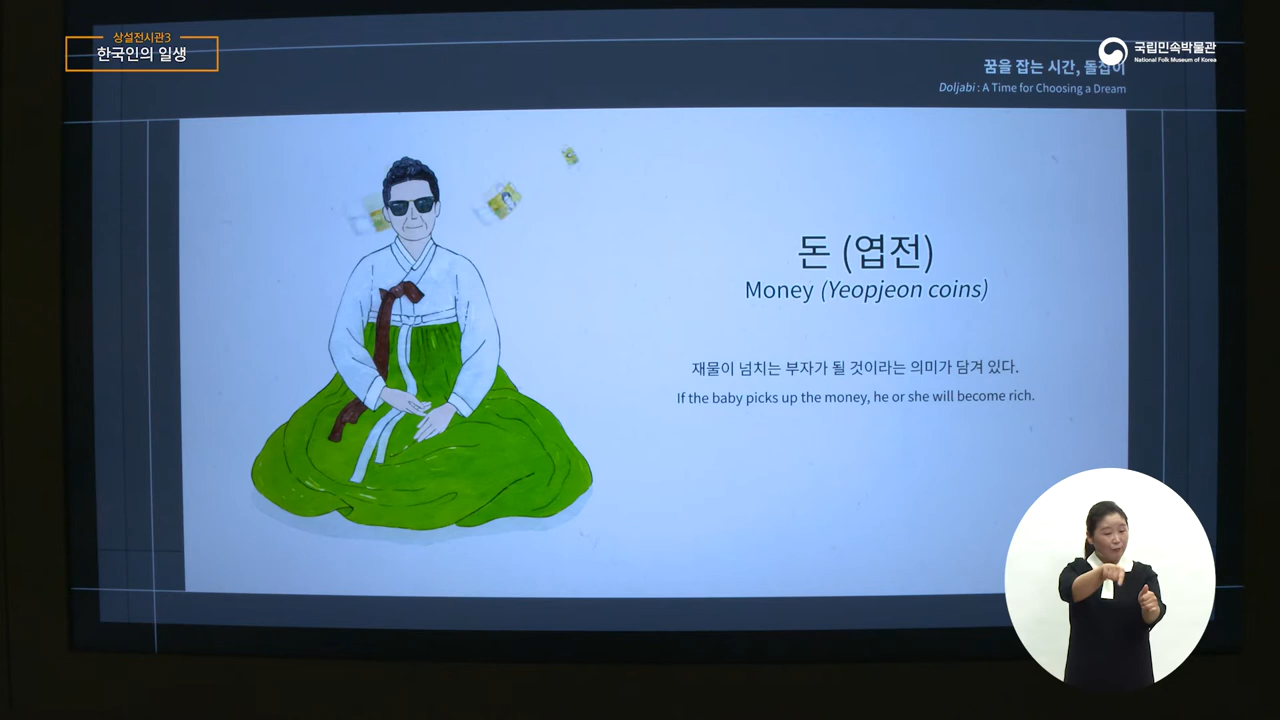 상설전시관3
한국인의 일생
국립민속박물관
National Folk Museum of Korea
꿈을 잡는 시간, 돌잡이
Doljabi : A Time for Choosing a Dream
돈 (엽전)
Money (Yeopjeon coins)
재물이 넘치는 부자가 될 것이라는 의미가 담겨 있다.
If the baby picks up the money, he or she will become rich.